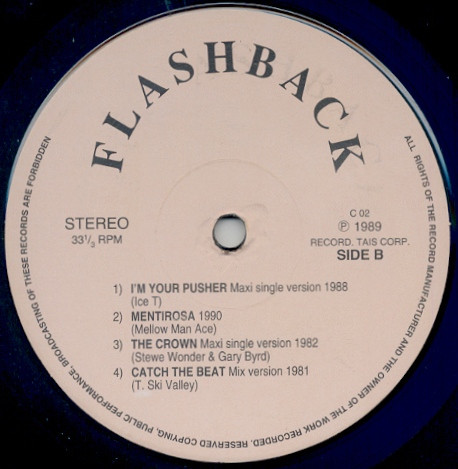 FLASHBACK
STEREO
33 1/3 RPM
C 02
℗ 1989
RECORD. TAIS CORP.
SIDE B
1) I'M YOUR PUSHER Maxi single version 1988
(Ice T)
2) MENTIROSA 1990
(Mellow Man Ace)
3) THE CROWN Maxi single version 1982
(Stewe Wonder & Gary Byrd)
4) CATCH THE BEAT Mix version 1981
(T. Ski Valley)
ALL RIGHTS OF THE RECORD MANUFACTURER AND THE OWNER OF THE WORK RECORDED, RESERVED COPYING, PUBLIC PERFORMANCE, BROADCASTING OF THESE RECORDS ARE FORBIDDEN